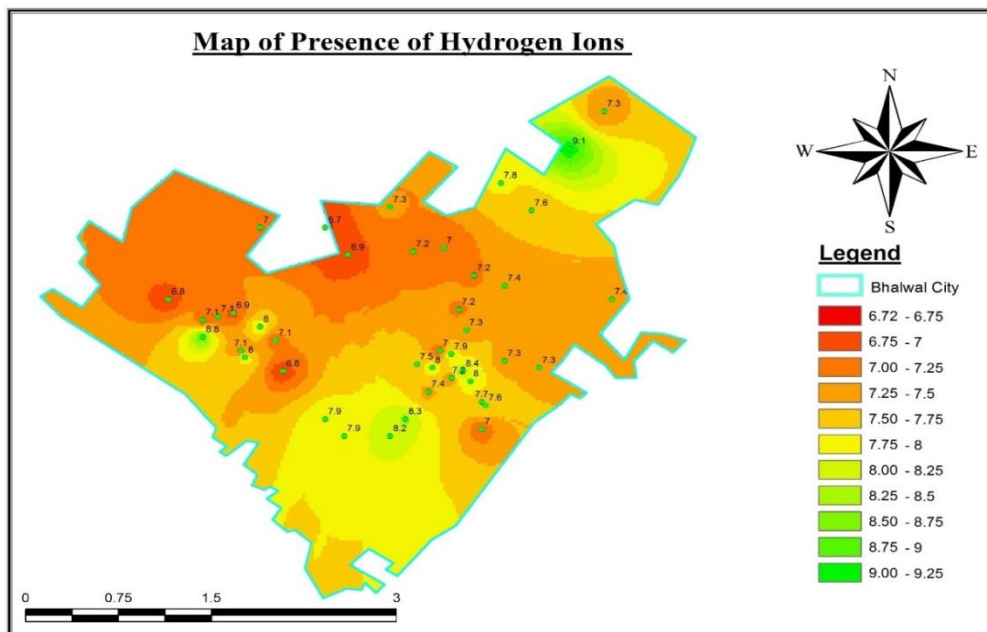 Map of Presence of Hydrogen Ions
N
W
E
S
7.3
9.1
7.8
7.6
7.3
7
6.7
6.9
7.2
7
7.2
7.4
7.4
6.8
7.1
7.1
6.9
8
8.8
7.1
7.1
8
6.8
7.2
7.3
7
7.9
7.5
8
8.4
8
7.3
7.3
7.4
7.7
7.6
7
7.9
7.9
8.3
8.2
Legend
Bhalwal City
6.72 - 6.75
6.75 - 7
7.00 - 7.25
7.25 - 7.5
7.50 - 7.75
7.75 - 8
8.00 - 8.25
8.25 - 8.5
8.50 - 8.75
8.75 - 9
9.00 - 9.25
0 0.75 1.5 3